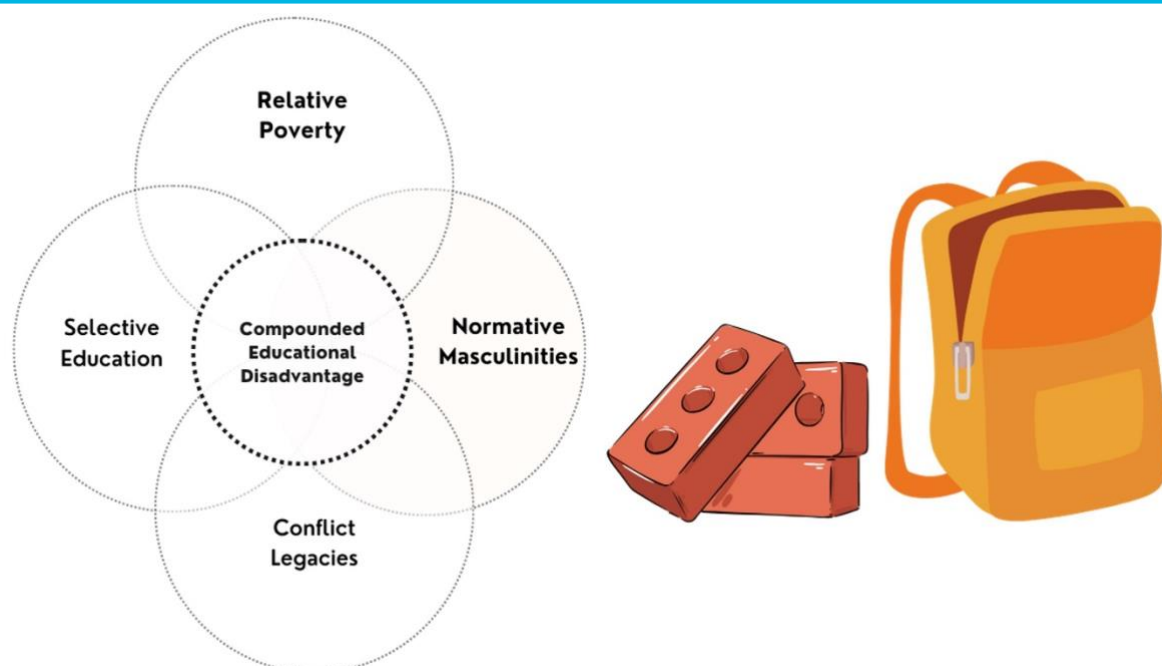 Relative
Poverty
Selective
Education
Compounded
Educational
Disadvantage
Normative
Masculinities
Conflict
Legacies